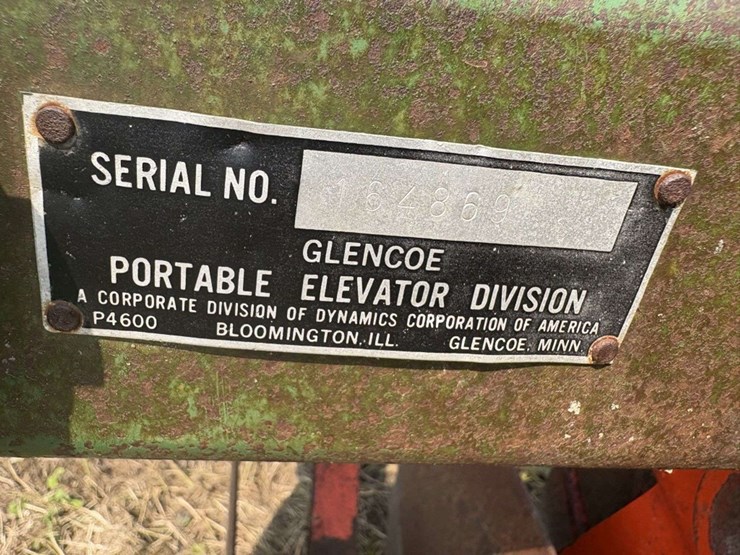 SERIAL NO. 164869
GLENCOE
PORTABLE ELEVATOR DIVISION
A CORPORATE DIVISION OF DYNAMICS CORPORATION OF AMERICA
P4600 BLOOMINGTON, ILL. GLENCOE, MINN.